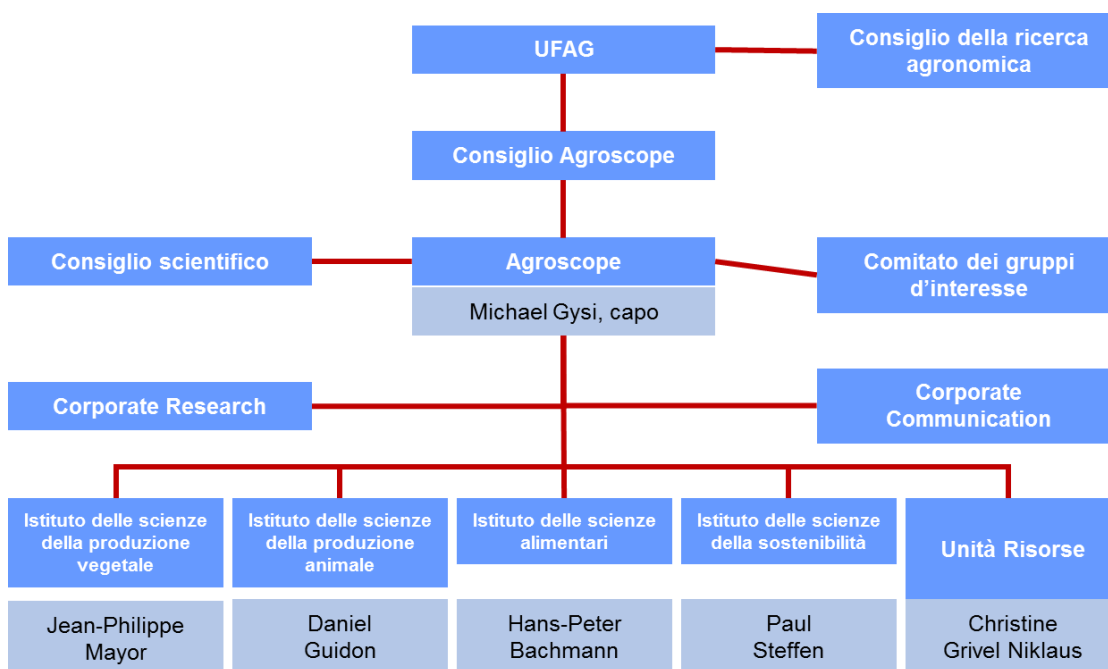 UFAG
Consiglio della ricerca
agronomica
Consiglio Agroscope
Consiglio scientifico
Agroscope
Michael Gysi, capo
Comitato dei gruppi
d’interesse
Corporate Research
Corporate
Communication
Istituto delle scienze
della produzione
vegetale
Jean-Philippe
Mayor
Istituto delle scienze
della produzione
animale
Daniel
Guidon
Istituto delle scienze
alimentari
Hans-Peter
Bachmann
Istituto delle scienze
della sostenibilità
Paul
Steffen
Unità Risorse
Christine
Grivel Niklaus